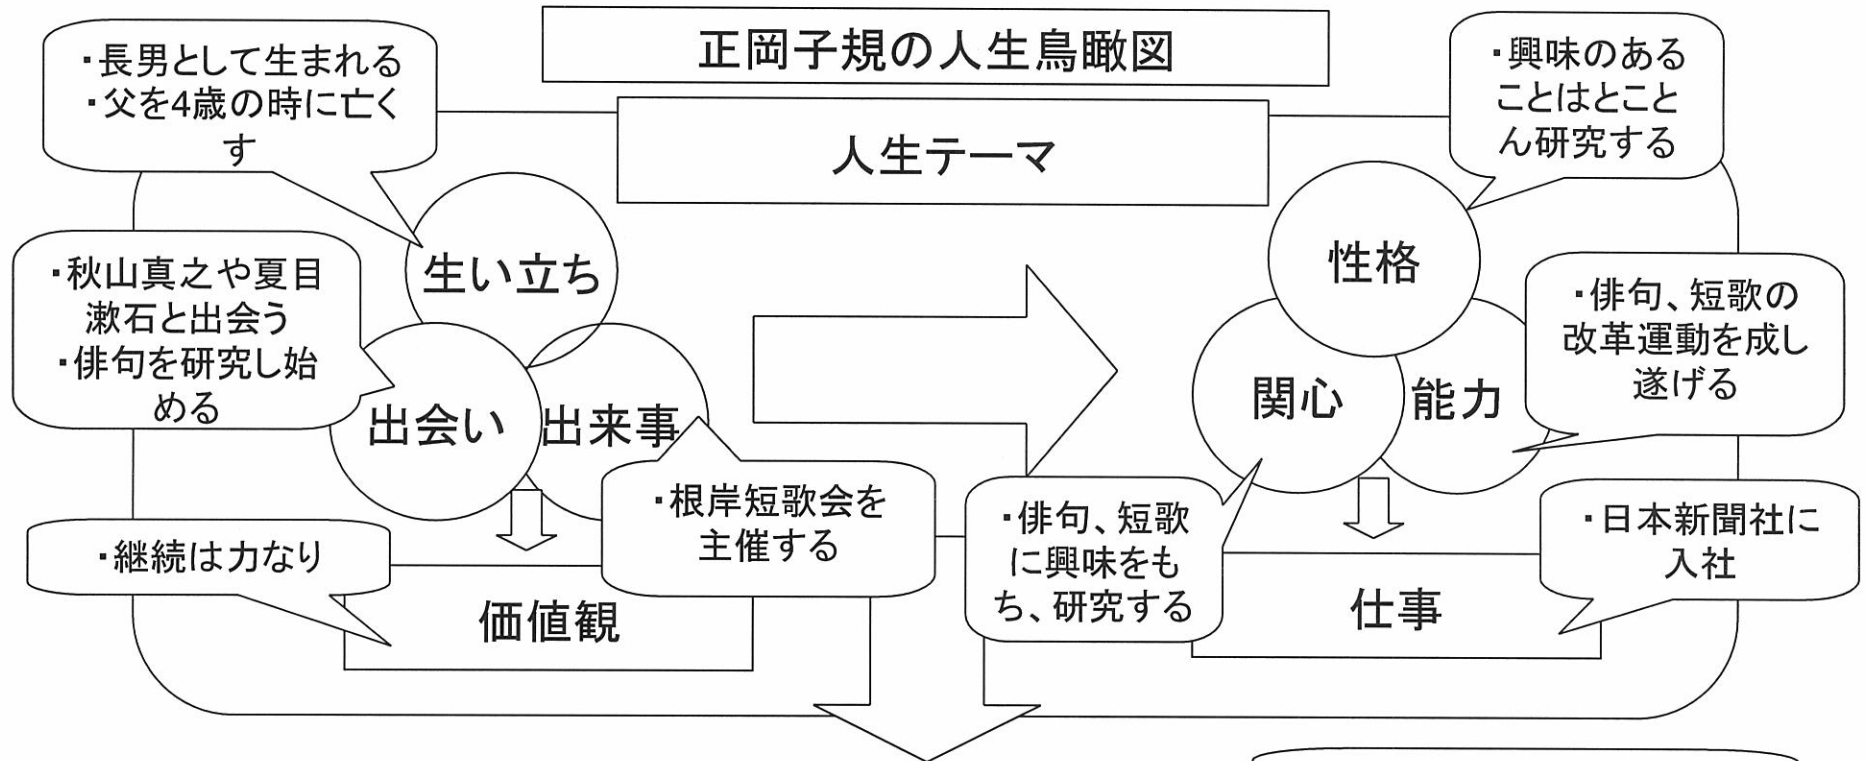 正岡子規の人生鳥瞰図
人生テーマ
・長男として生まれる
・父を4歳の時に亡く
す
生い立ち
・秋山真之や夏目
漱石と出会う
・俳句を研究し始
める
出会い
出来事
・根岸短歌会を
主催する
・継続は力なり
価値観
・興味のある
ことはとこと
ん研究する
性格
・俳句、短歌の
改革運動を成し
遂げる
関心
能力
・俳句、短歌
に興味をも
ち、研究する
・日本新聞社に
入社
仕事